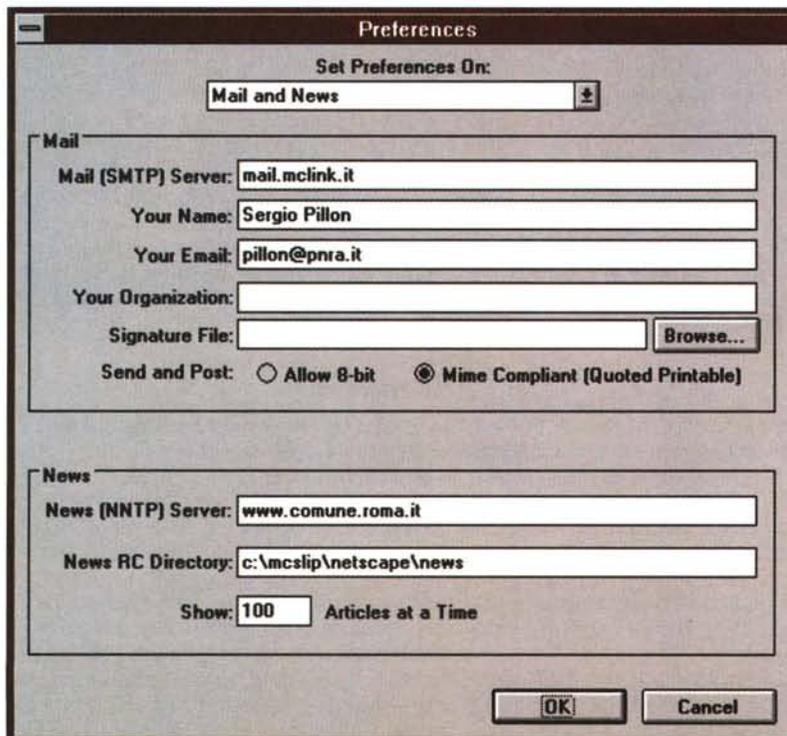 Preferences
Set Preferences On:
Mail and News
Mail
Mail (SMTP) Server: mail.mclink.it
Your Name: Sergio Pillon
Your Email: pillon@pnra.it
Your Organization:
Signature File: Browse...
Send and Post: Allow 8-bit Mime Compliant (Quoted Printable)
News
News (NNTP) Server: www.comune.roma.it
News RC Directory: c:\mcslip\netscape\news
Show: 100 Articles at a Time
OK Cancel